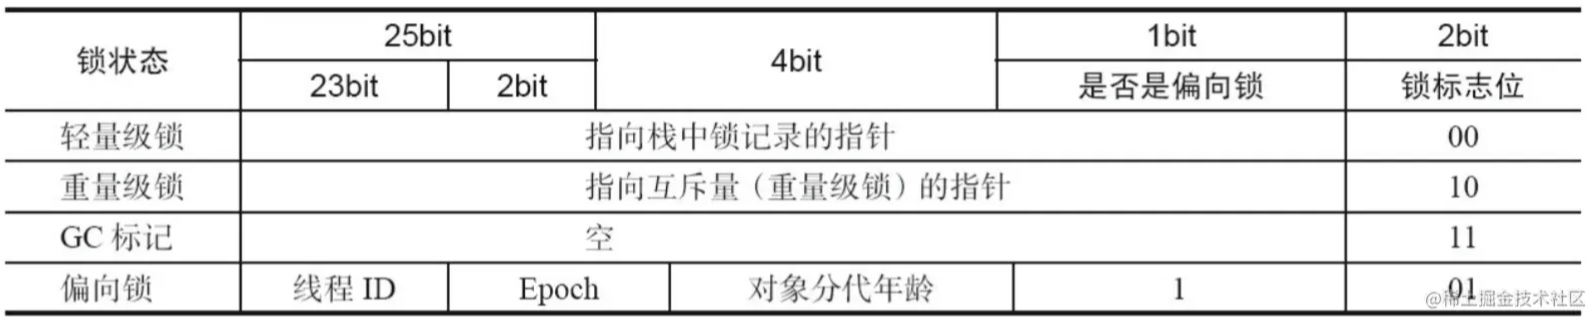 锁状态 25bit 4bit 1bit 2bit
23bit 2bit 是否是偏向锁 锁标志位
轻量级锁 指向栈中锁记录的指针 00
重量级锁 指向互斥量（重量级锁）的指针 10
GC 标记 空 11
偏向锁 线程 ID Epoch 对象分代年龄 1 01
@稀土掘金技术社区